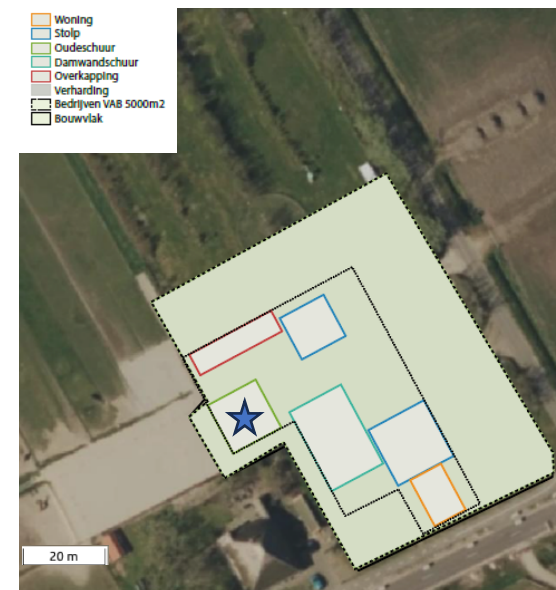 Woning
Stolp
Oudeschuur
Damwandschuur
Overkapping
Verharding
Bedrijven VAB 5000m2
Bouwvlak
20 m